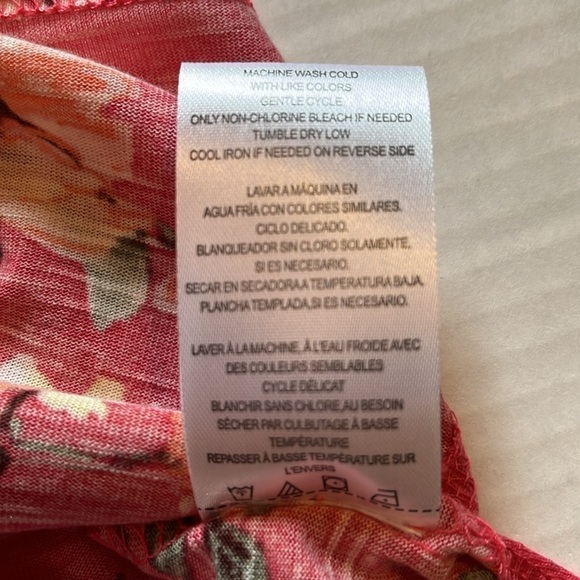 MACHINE WASH COLD
WITH LIKE COLORS
GENTLE CYCLE
ONLY NON-CHLORINE BLEACH IF NEEDED
TUMBLE DRY LOW
COOL IRON IF NEEDED ON REVERSE SIDE
LAVAR A MÁQUINA EN
AGUA FRÍA CON COLORES SIMILARES.
CICLO DELICADO.
BLANQUEADOR SIN CLORO SOLAMENTE,
SI ES NECESARIO.
SECAR EN SECADORA A TEMPERATURA BAJA.
PLANCHA TEMPLADA,SI ES NECESARIO.
LAVER À LA MACHINE, À L'EAU FROIDE AVEC
DES COULEURS SEMBLABLES
CYCLE DÉLICAT
BLANCHIR SANS CHLORE,AU BESOIN
SÉCHER PAR CULBUTAGE À BASSE
TEMPÉRATURE
REPASSER À BASSE TEMPÉRATURE SUR
L'ENVERS